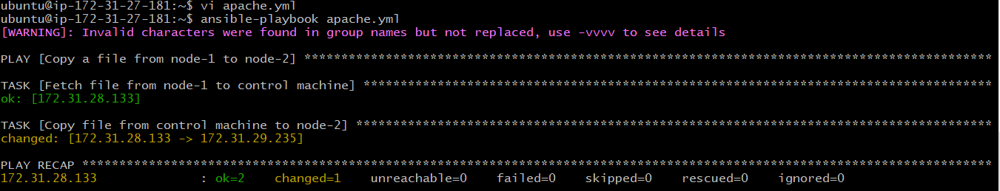 ubuntu@ip-172-31-27-181:~$ vi apache.yml
ubuntu@ip-172-31-27-181:~$ ansible-playbook apache.yml
[WARNING]: Invalid characters were found in group names but not replaced, use -vvvv to see details
PLAY [Copy a file from node-1 to node-2] *********************************************************************************************
TASK [Fetch file from node-1 to control machine] *************************************************************************************
ok: [172.31.28.133]
TASK [Copy file from control machine to node-2] **************************************************************************************
changed: [172.31.28.133 -> 172.31.29.235]
PLAY RECAP ***************************************************************************************************************************
172.31.28.133 : ok=2 changed=1 unreachable=0 failed=0 skipped=0 rescued=0 ignored=0